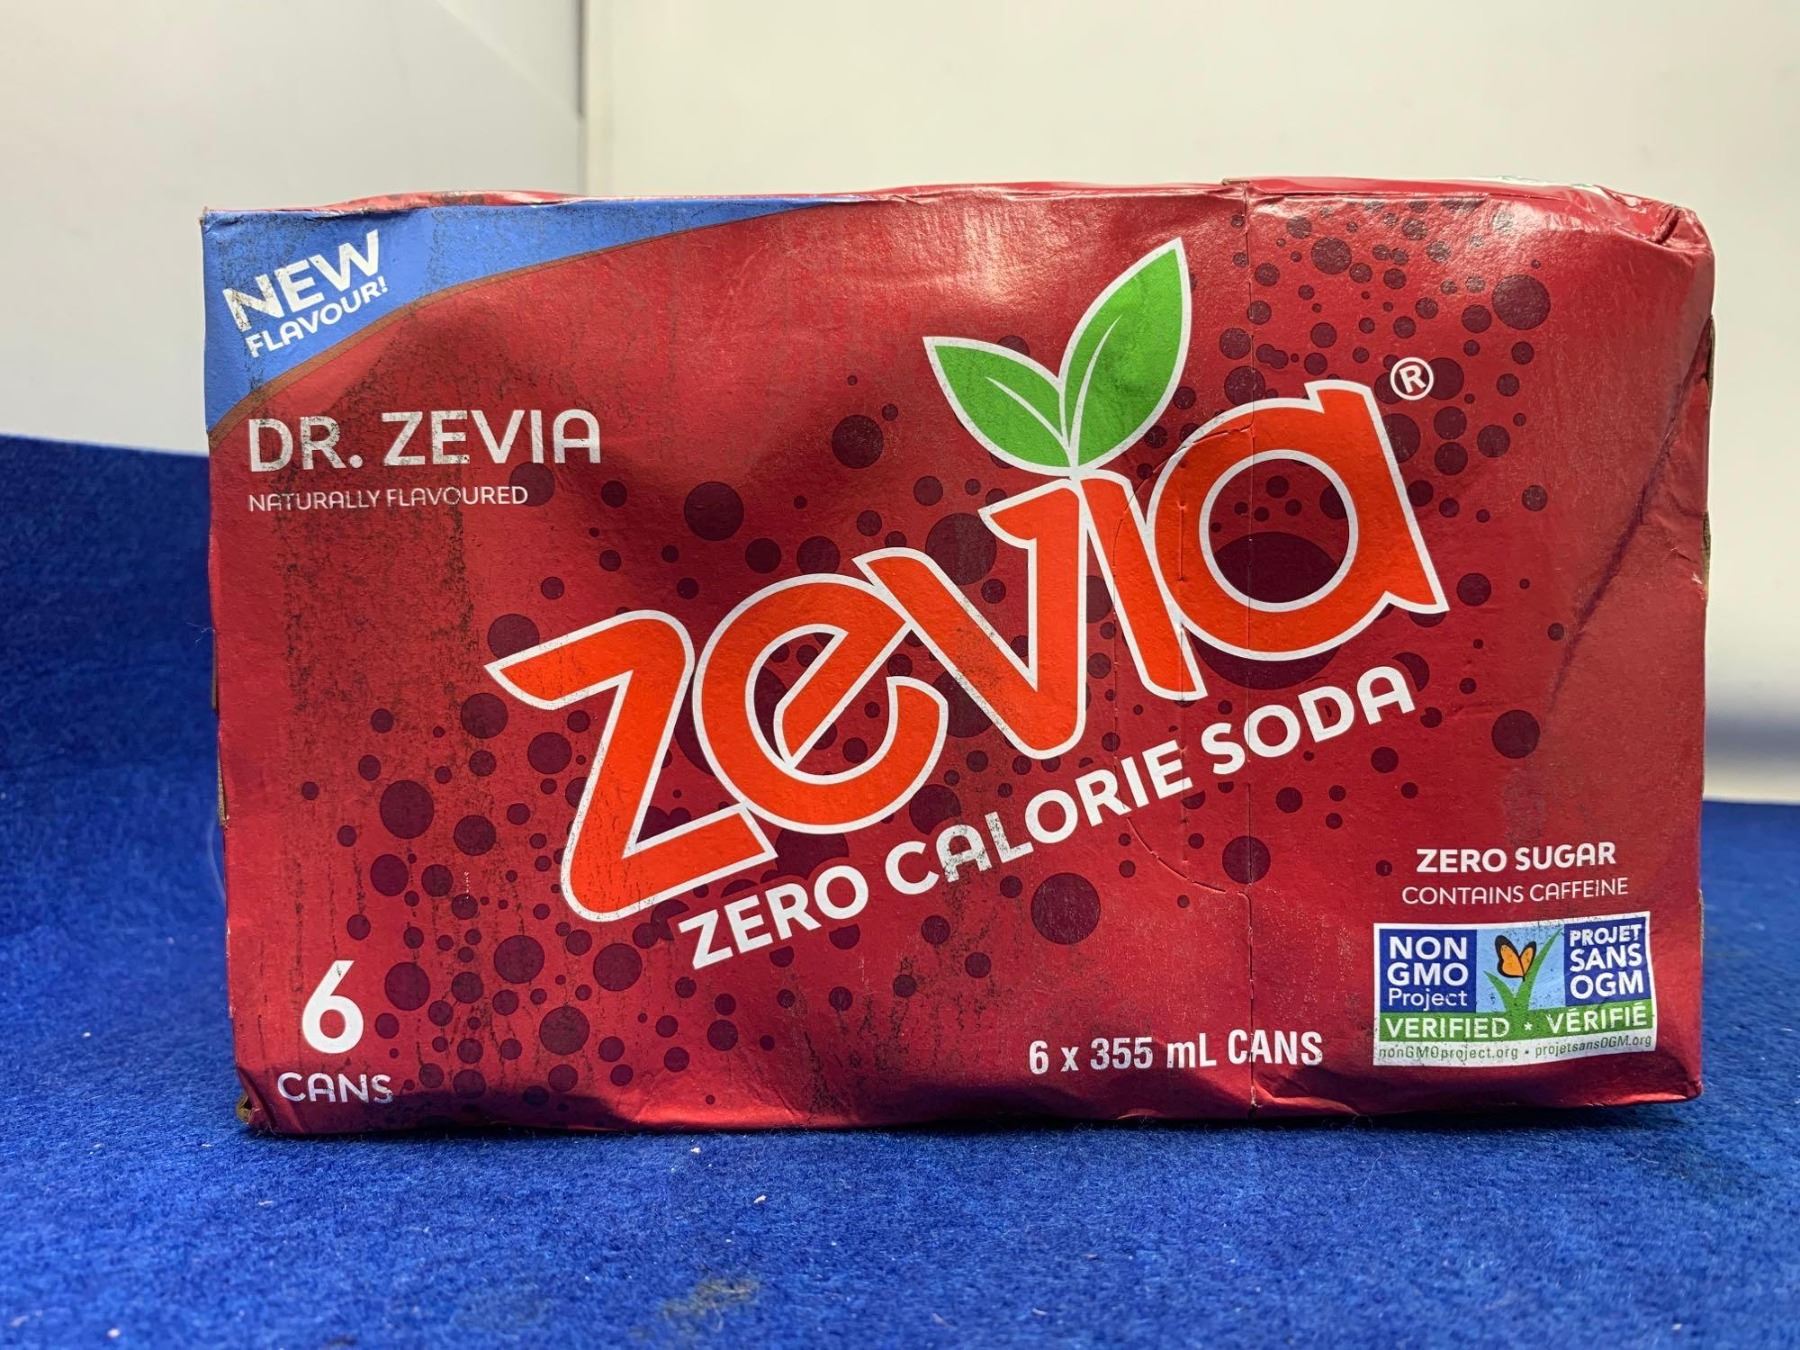 NEW
FLAVOUR!
DR. ZEVIA
NATURALLY FLAVOURED
zevia®
ZERO CALORIE SODA
ZERO SUGAR
CONTAINS CAFFEINE
NON
GMO
Project
PROJET
SANS
OGM
VERIFIED • VÉRIFIÉ
nonGMOproject.org • projetsansOGM.org
6
CANS
6 x 355 mL CANS